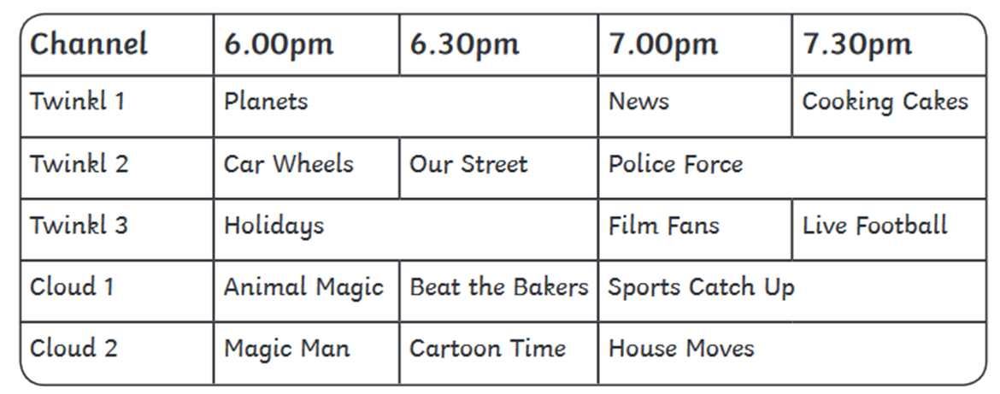 Channel 6.00pm 6.30pm 7.00pm 7.30pm
Twinkl 1 Planets News Cooking Cakes
Twinkl 2 Car Wheels Our Street Police Force
Twinkl 3 Holidays Film Fans Live Football
Cloud 1 Animal Magic Beat the Bakers Sports Catch Up
Cloud 2 Magic Man Cartoon Time House Moves